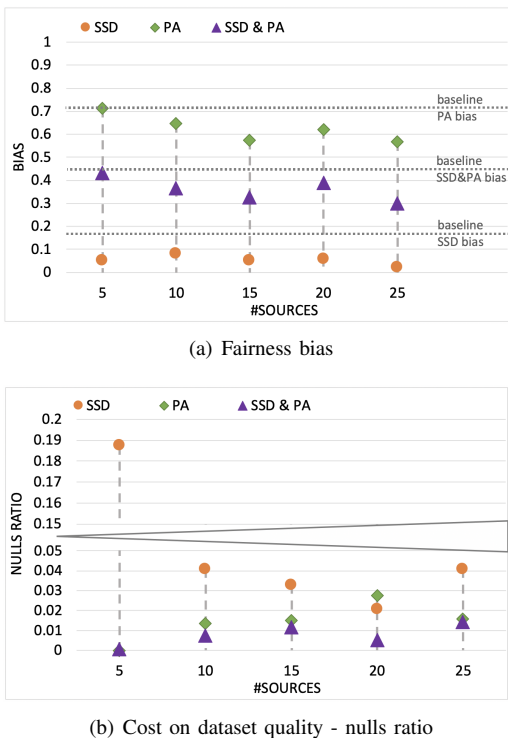 SSD PA SSD & PA
1
0.9
0.8
0.7
0.6
0.5
0.4
0.3
0.2
0.1
0
BIAS
baseline
PA bias
baseline
SSD&PA bias
baseline
SSD bias
5 10 15 20 25
#SOURCES
(a) Fairness bias
SSD PA SSD & PA
0.2
0.19
0.18
0.17
0.16
0.15
0.05
0.04
0.03
0.02
0.01
0
NULLS RATIO
5 10 15 20 25
#SOURCES
(b) Cost on dataset quality - nulls ratio